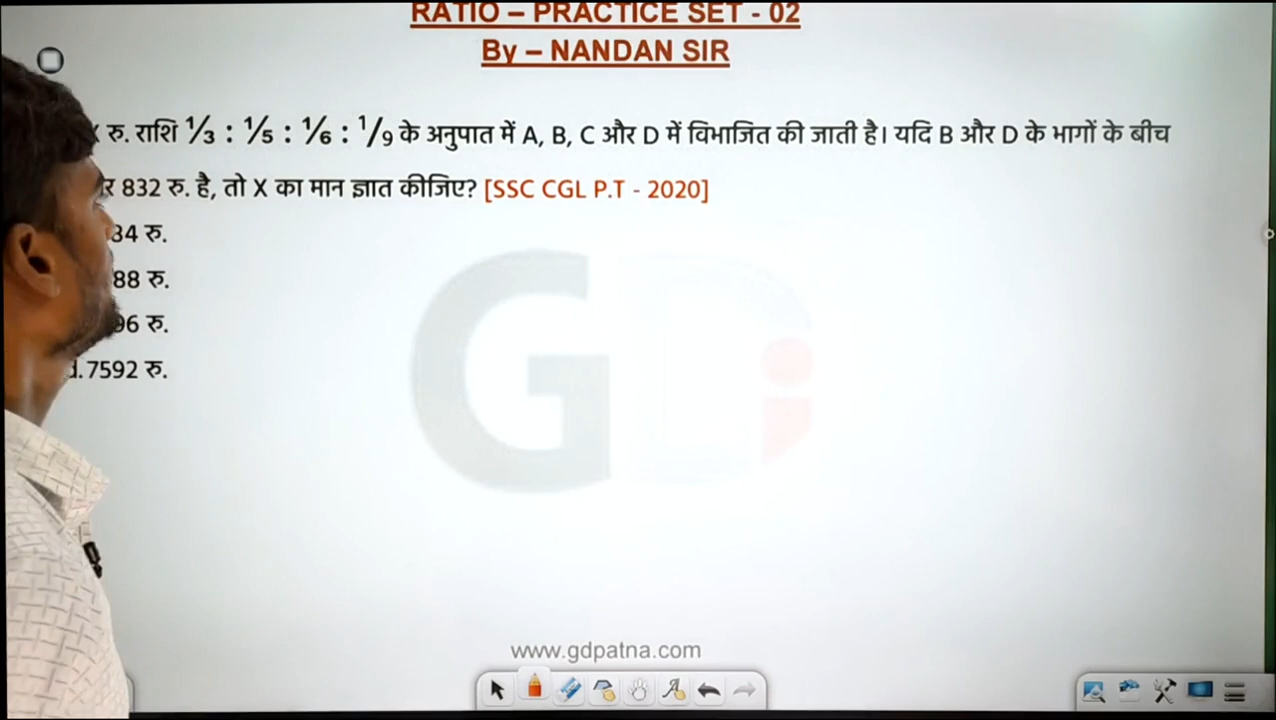 RATIO – PRACTICE SET - 02
By – NANDAN SIR
रु. राशि ⅓ : ⅕ : ⅙ : ⅑ के अनुपात में A, B, C और D में विभाजित की जाती है। यदि B और D के भागों के बीच
832 रु. है, तो X का मान ज्ञात कीजिए? [SSC CGL P.T - 2020]
34 रु.
88 रु.
96 रु.
d.7592 रु.
GD
www.gdpatna.com